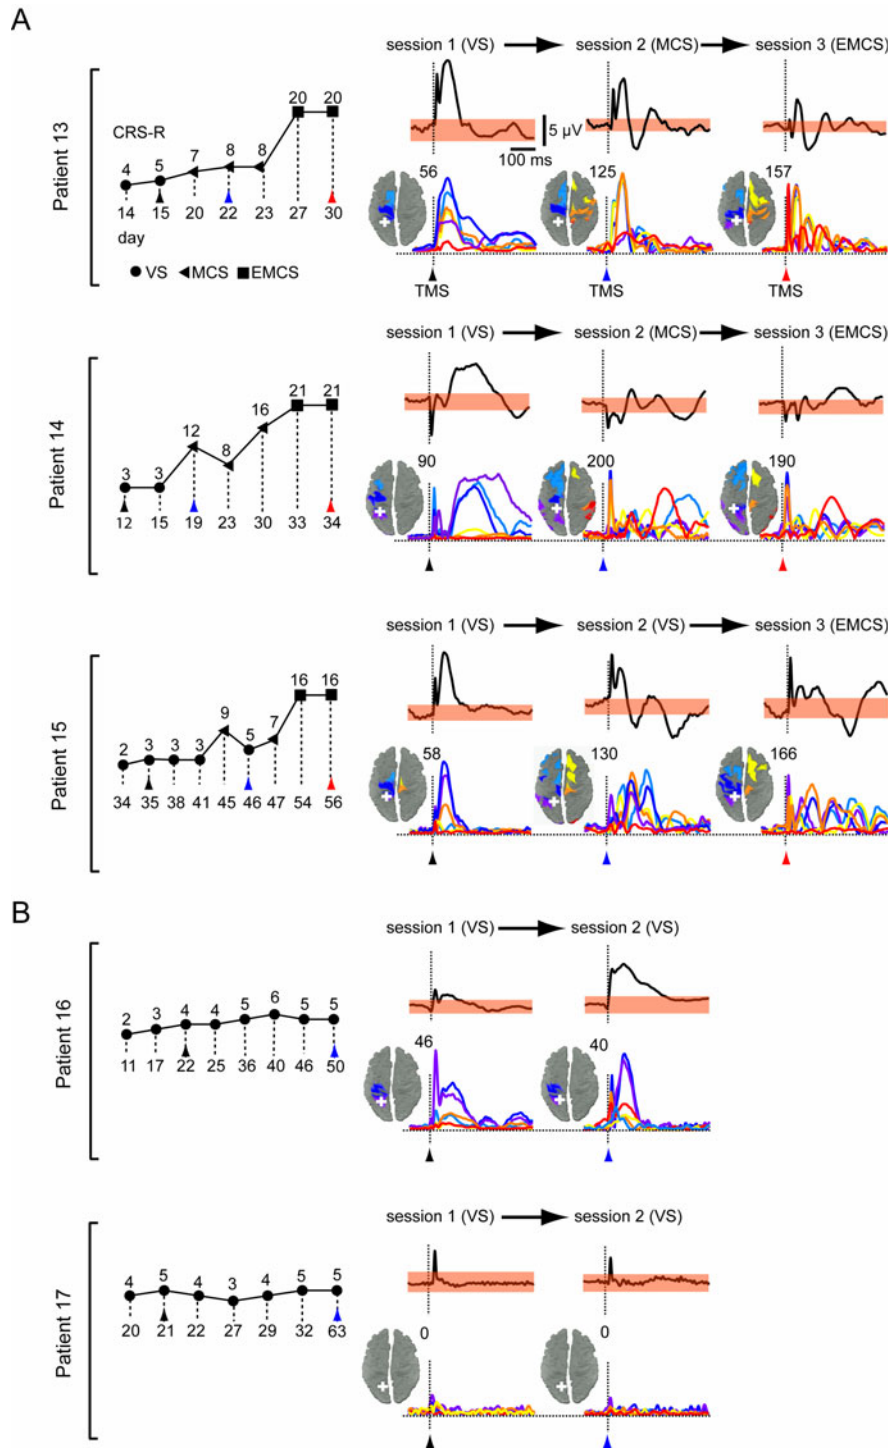 A
Patient 13
CRS-R
4 5 7 8 8 20 20
14 15 20 22 23 27 30
day
VS MCS EMCS
session 1 (VS) session 2 (MCS) session 3 (EMCS)
5 µV
100 ms
56 125 157
TMS TMS TMS
Patient 14
3 3 12 8 16 21 21
12 15 19 23 30 33 34
session 1 (VS) session 2 (MCS) session 3 (EMCS)
90 200 190
Patient 15
2 3 3 3 9 5 7 16 16
34 35 38 41 45 46 47 54 56
session 1 (VS) session 2 (VS) session 3 (EMCS)
58 130 166
B
Patient 16
2 3 4 4 5 6 5 5
11 17 22 25 36 40 46 50
session 1 (VS) session 2 (VS)
46 40
Patient 17
4 5 4 3 4 5 5
20 21 22 27 29 32 63
session 1 (VS) session 2 (VS)
0 0